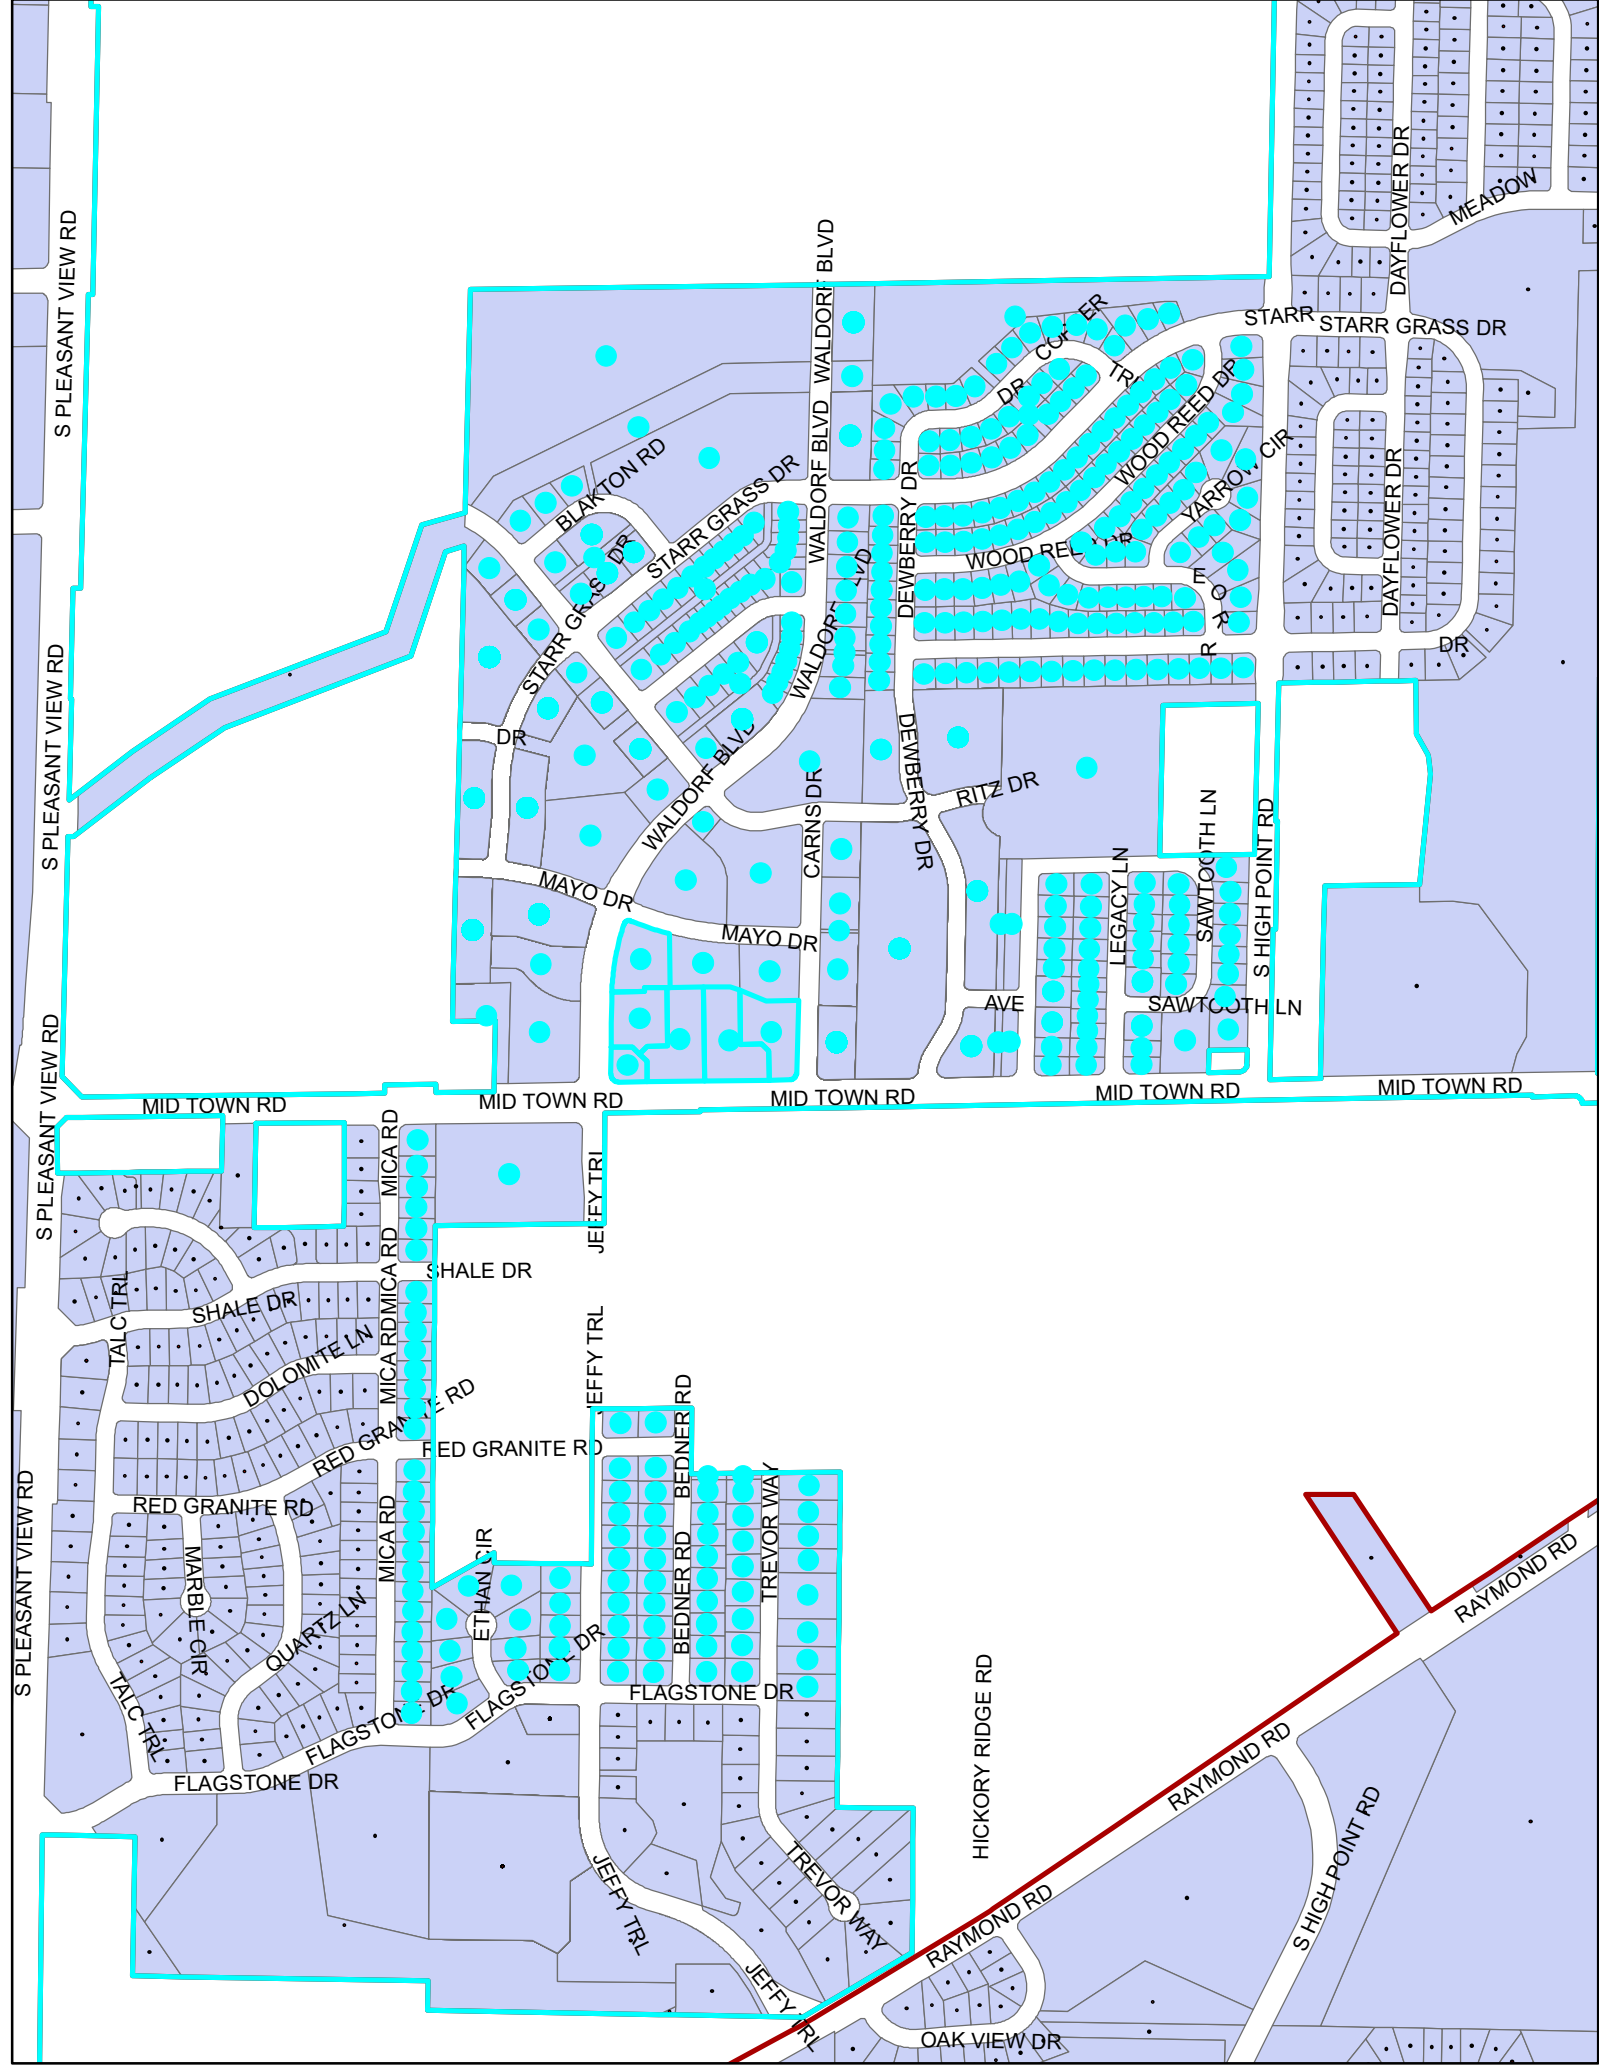 DAYFLOWER DR
MEADOW
S PLEASANT VIEW RD
WALDORF BLVD
STARR
STARR GRASS DR
DR
WALDORF BLVD
WOOD REED DR
YARROW CIR
BLAKTON RD
STARR GRASS DR
WALDORF BLVD
DEWBERRY DR
DAYFLOWER DR
STARR GRASS DR
WALDORF BLVD
DR
S PLEASANT VIEW RD
DR
WALDORF BLVD
CARNS DR
DEWBERRY DR
RITZ DR
LEGACY LN
SAWTOOTH LN
S HIGH POINT RD
MAYO DR
MAYO DR
AVE
SAWTOOTH LN
S PLEASANT VIEW RD
MID TOWN RD
MID TOWN RD
MID TOWN RD
MID TOWN RD
MID TOWN RD
MICA RD
JEFFY TRL
MICA RD
SHALE DR
TALC TRL
SHALE DR
MICA RD
DOLOMITE LN
JEFFY TRL
RED GRANITE RD
RED GRANITE RD
BEDNER RD
RED GRANITE RD
TREVOR WAY
S PLEASANT VIEW RD
MICA RD
MARBLE CIR
QUARTZ LN
ETHAN CIR
BEDNER RD
RAYMOND RD
TALC TRL
FLAGSTONE DR
FLAGSTONE DR
FLAGSTONE DR
FLAGSTONE DR
HICKORY RIDGE RD
RAYMOND RD
S HIGH POINT RD
JEFFY TRL
TREVOR WAY
RAYMOND RD
JEFFY TRL
OAK VIEW DR